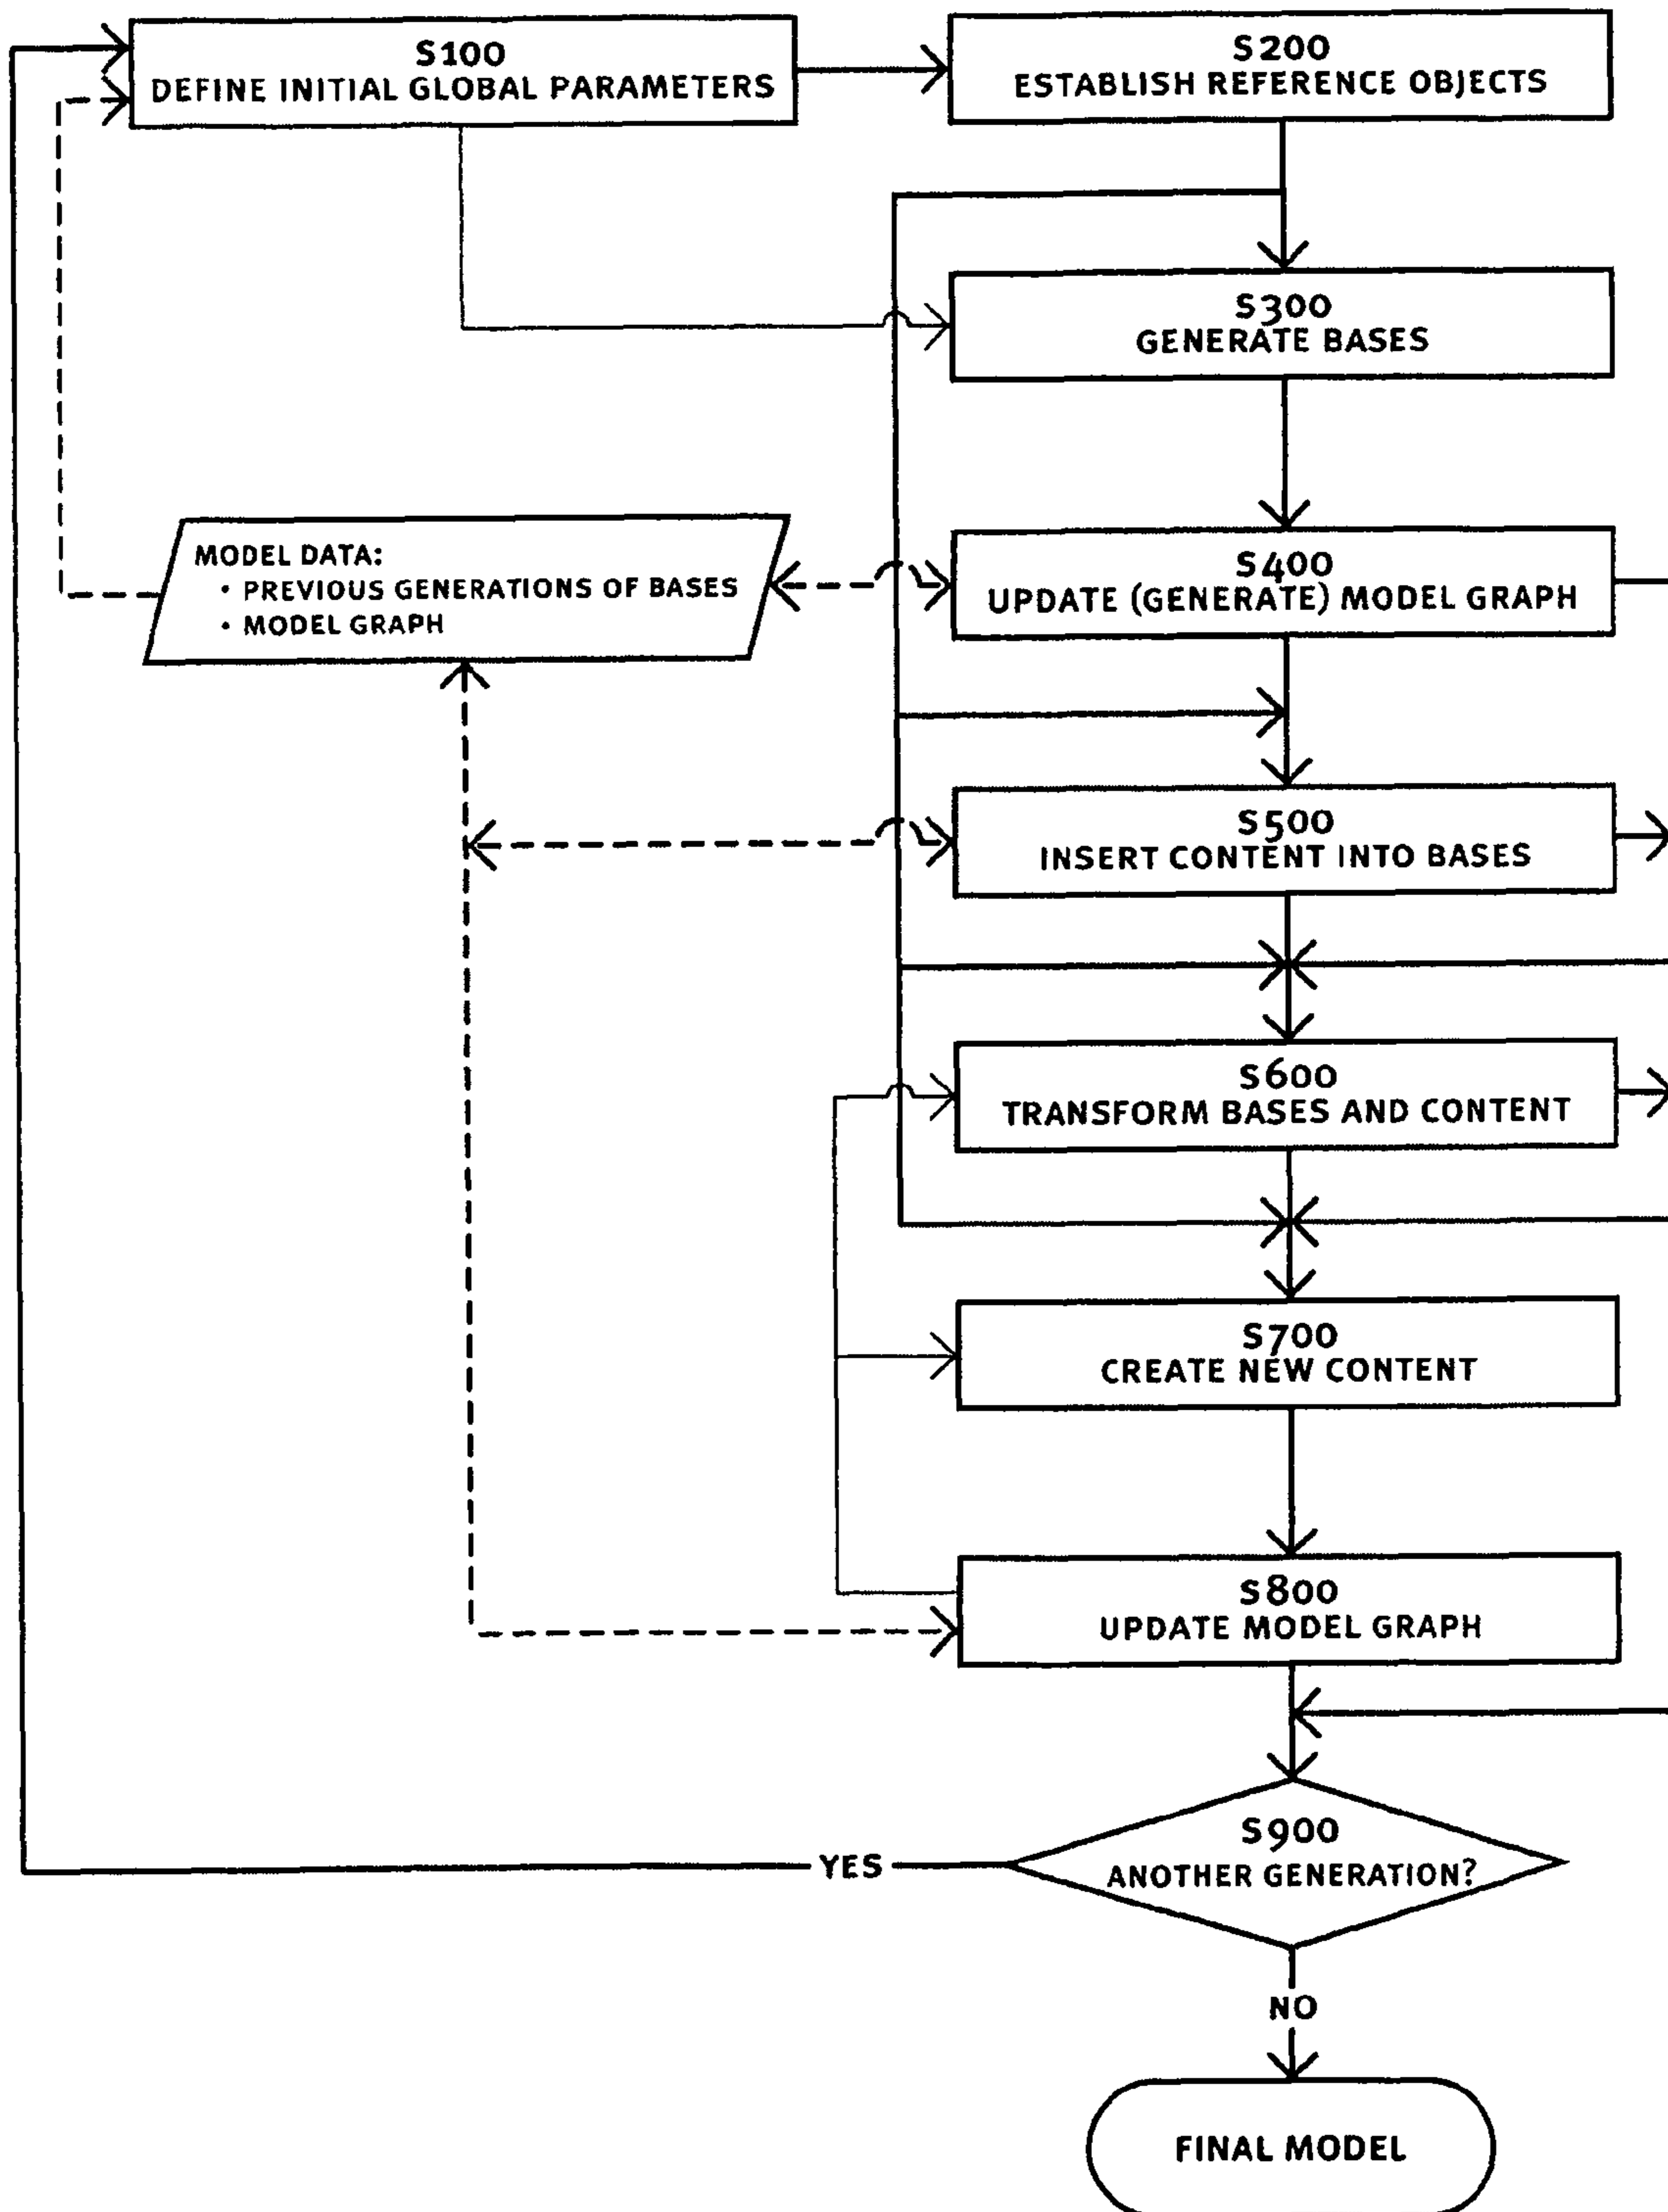 S100
DEFINE INITIAL GLOBAL PARAMETERS
S200
ESTABLISH REFERENCE OBJECTS
S300
GENERATE BASES
MODEL DATA:
• PREVIOUS GENERATIONS OF BASES
• MODEL GRAPH
S400
UPDATE (GENERATE) MODEL GRAPH
S500
INSERT CONTENT INTO BASES
S600
TRANSFORM BASES AND CONTENT
S700
CREATE NEW CONTENT
S800
UPDATE MODEL GRAPH
S900
ANOTHER GENERATION?
YES
NO
FINAL MODEL